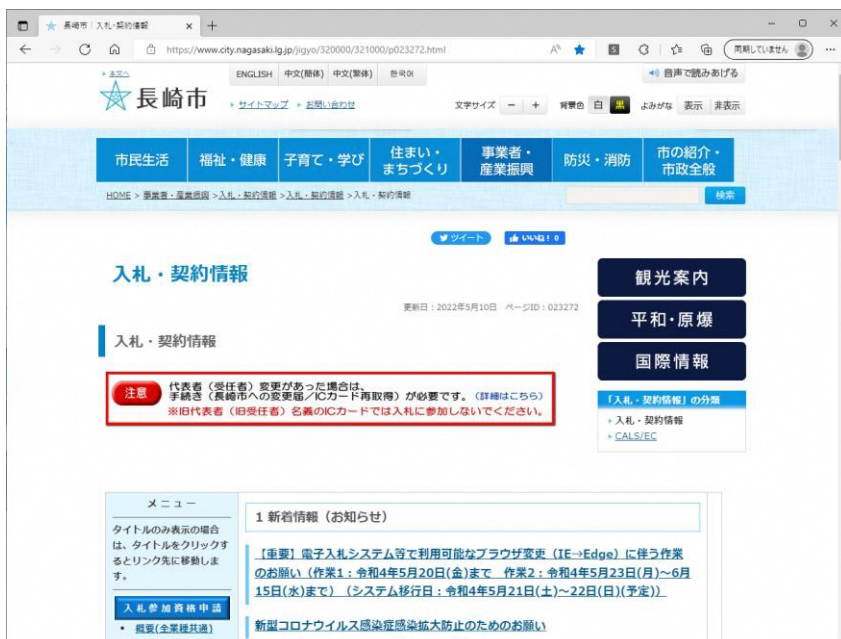 長崎市 | 入札・契約情報
https://www.city.nagasaki.lg.jp/jigyo/320000/321000/p023272.html
同期していません
本文へ
ENGLISH 中文(簡体) 中文(繁体) 한국어
音声で読みあげる
長崎市
サイトマップ お問い合わせ
文字サイズ − + 背景色 白 黒 よみがな 表示 非表示
市民生活 福祉・健康 子育て・学び 住まい・まちづくり 事業者・産業振興 防災・消防 市の紹介・市政全般
HOME > 事業者・産業振興 > 入札・契約情報 > 入札・契約情報 > 入札・契約情報
検索
ツイート いいね! 0
入札・契約情報
更新日:2022年5月10日 ページID:023272
入札・契約情報
注意
代表者(受任者)変更があった場合は、
手続き(長崎市への変更届/ICカード再取得)が必要です。(詳細はこちら)
※旧代表者(旧受任者)名義のICカードでは入札に参加しないでください。
観光案内
平和・原爆
国際情報
「入札・契約情報」の分類
入札・契約情報
CALS/EC
メニュー
タイトルのみ表示の場合
は、タイトルをクリックす
るとリンク先に移動しま
す。
入札参加資格申請
・ 概要(全業種共通)
1 新着情報(お知らせ)
【重要】電子入札システム等で利用可能なブラウザ変更(IE→Edge)に伴う作業
のお願い(作業1:令和4年5月20日(金)まで 作業2:令和4年5月23日(月)~6月
15日(水)まで) (システム移行日:令和4年5月21日(土)~22日(日)(予定))
新型コロナウイルス感染症感染拡大防止のためのお願い